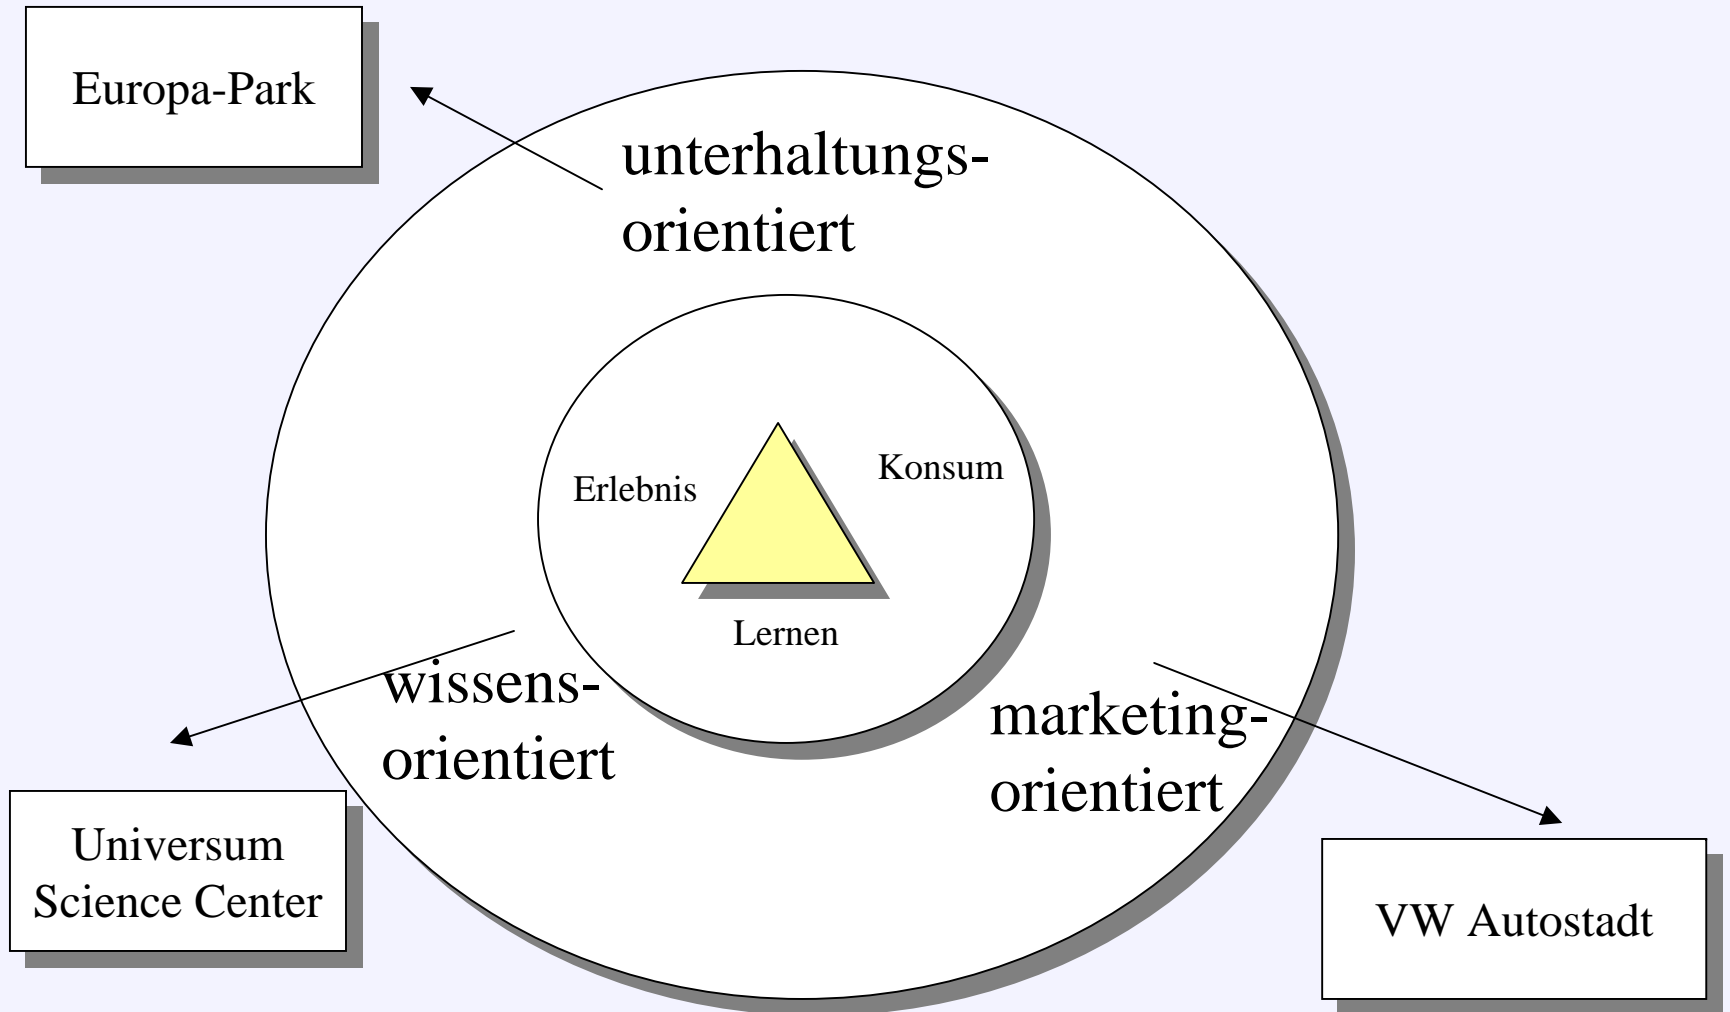 Europa-Park
unterhaltungs-
orientiert
Erlebnis
Konsum
Lernen
wissens-
orientiert
marketing-
orientiert
Universum
Science Center
VW Autostadt